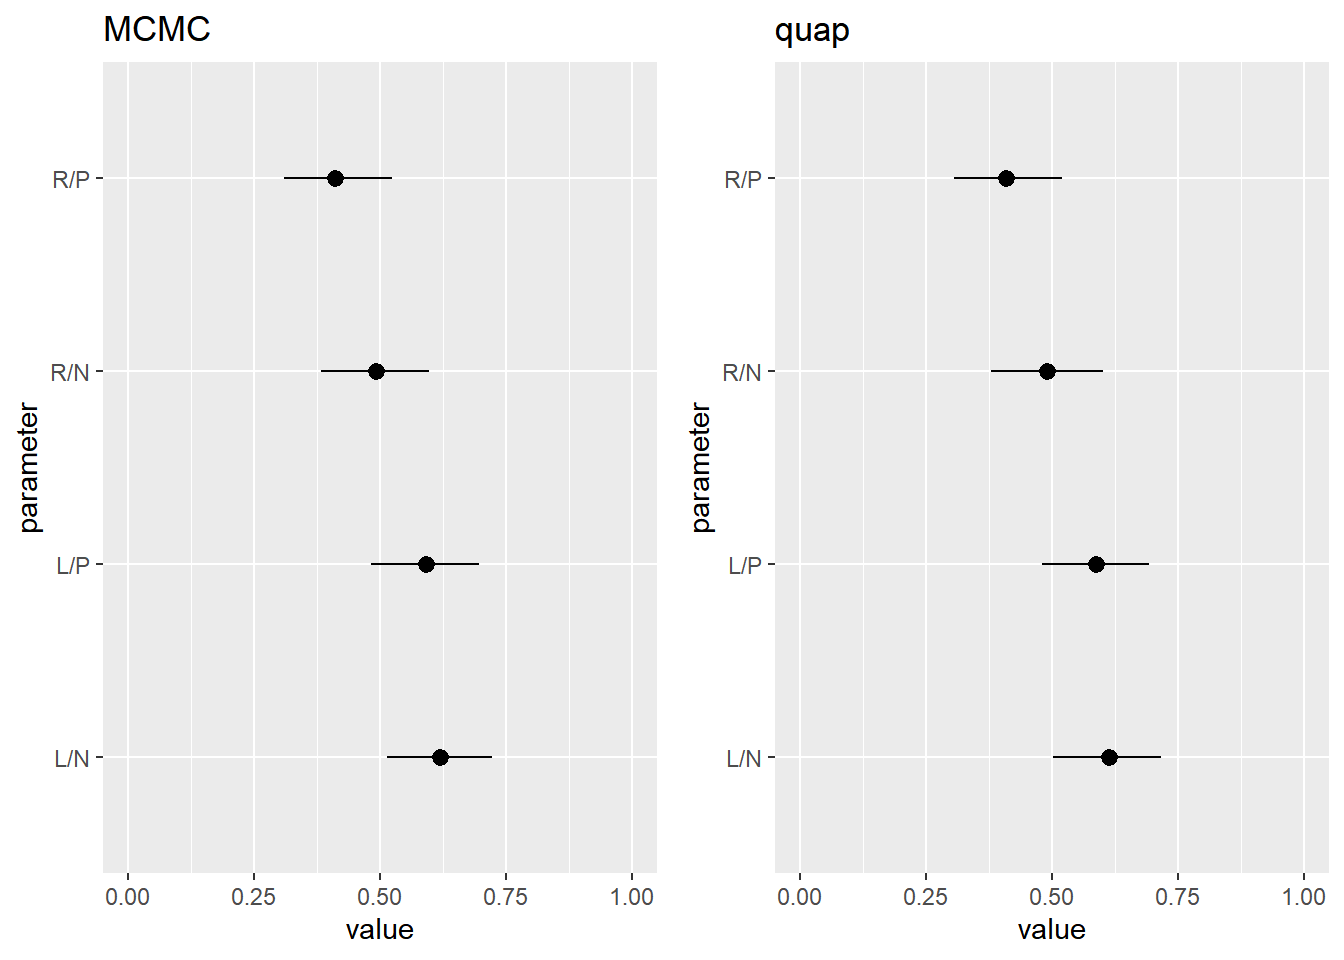 MCMC
R/P
R/N
L/P
L/N
parameter
0.00 0.25 0.50 0.75 1.00
value
quap
R/P
R/N
L/P
L/N
parameter
0.00 0.25 0.50 0.75 1.00
value